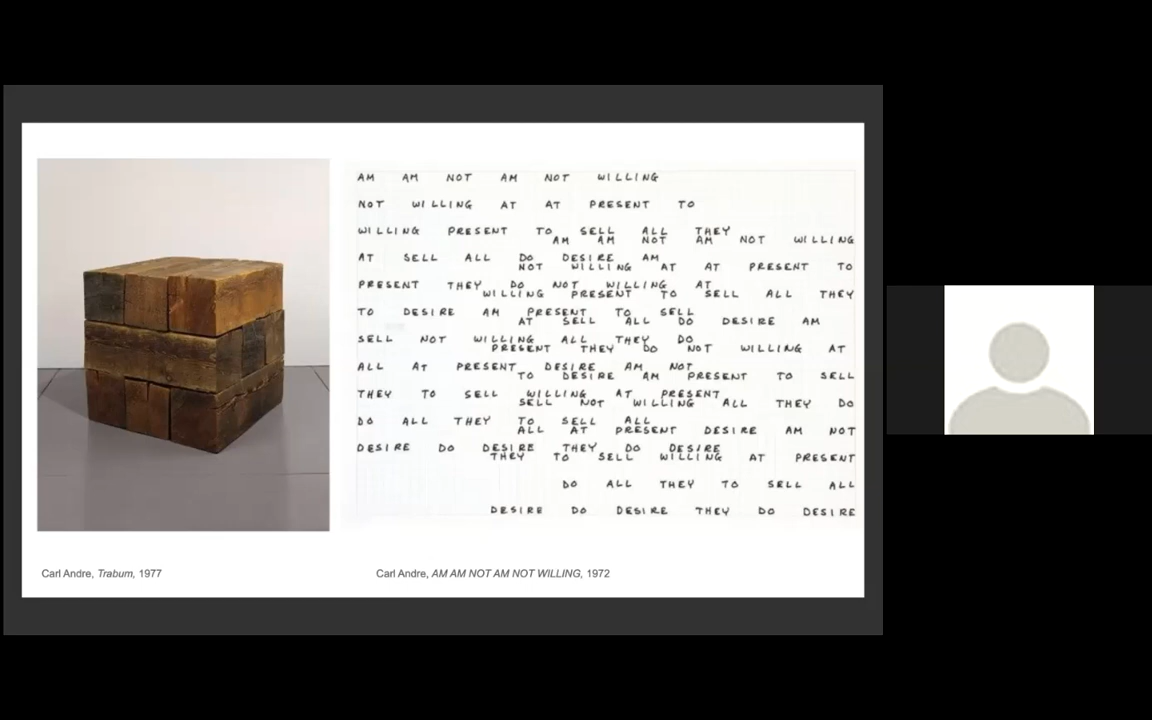 AM AM NOT AM NOT WILLING
NOT WILLING AT AT PRESENT TO
WILLING PRESENT TO SELL ALL THEY
AM AM NOT AM NOT WILLING
AT SELL ALL DO DESIRE AM
NOT WILLING AT AT PRESENT TO
PRESENT THEY DO NOT WILLING AT
WILLING PRESENT TO SELL ALL THEY
TO DESIRE AM PRESENT TO SELL
AT SELL ALL DO DESIRE AM
SELL NOT WILLING ALL THEY DO
PRESENT THEY DO NOT WILLING AT
ALL AT PRESENT DESIRE AM NOT
TO DESIRE AM PRESENT TO SELL
THEY TO SELL WILLING AT PRESENT
SELL NOT WILLING ALL THEY DO
DO ALL THEY TO SELL ALL
ALL AT PRESENT DESIRE AM NOT
DESIRE DO DESIRE THEY DO DESIRE
THEY TO SELL WILLING AT PRESENT
DO ALL THEY TO SELL ALL
DESIRE DO DESIRE THEY DO DESIRE
Carl Andre, Trabum, 1977
Carl Andre, AM AM NOT AM NOT WILLING, 1972